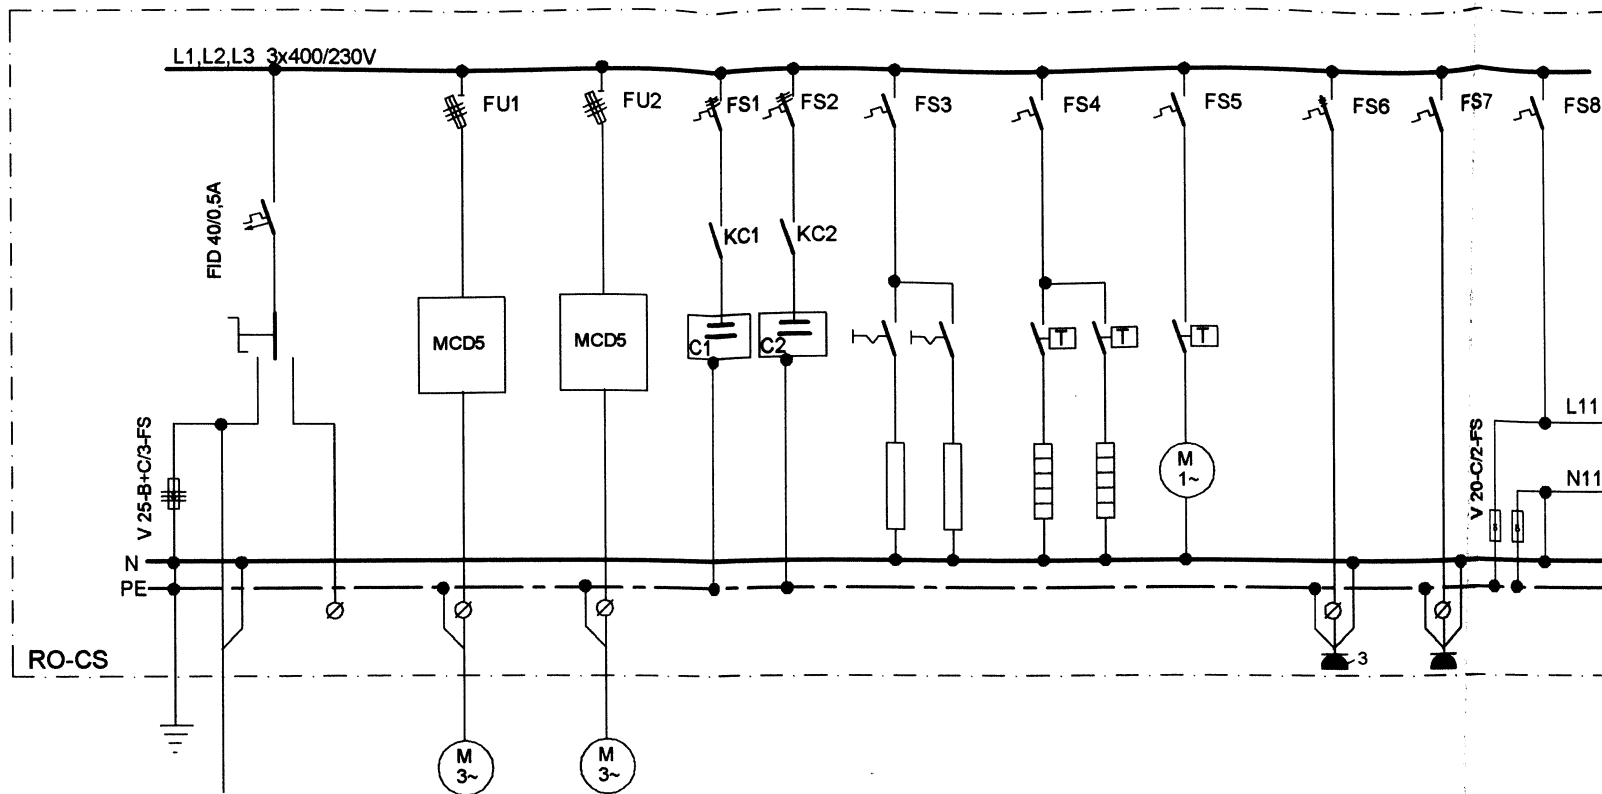 L1,L2,L3 3x400/230V
FU1
FU2
FS1
FS2
FS3
FS4
FS5
FS6
FS7
FS8
FID 40/0,5A
KC1
KC2
MCD5
MCD5
C1
C2
T
T
T
V 25-B+C/3-FS
M
1~
V 20-C/2-FS
L11
N11
N
PE
RO-CS
3
M
3~
M
3~